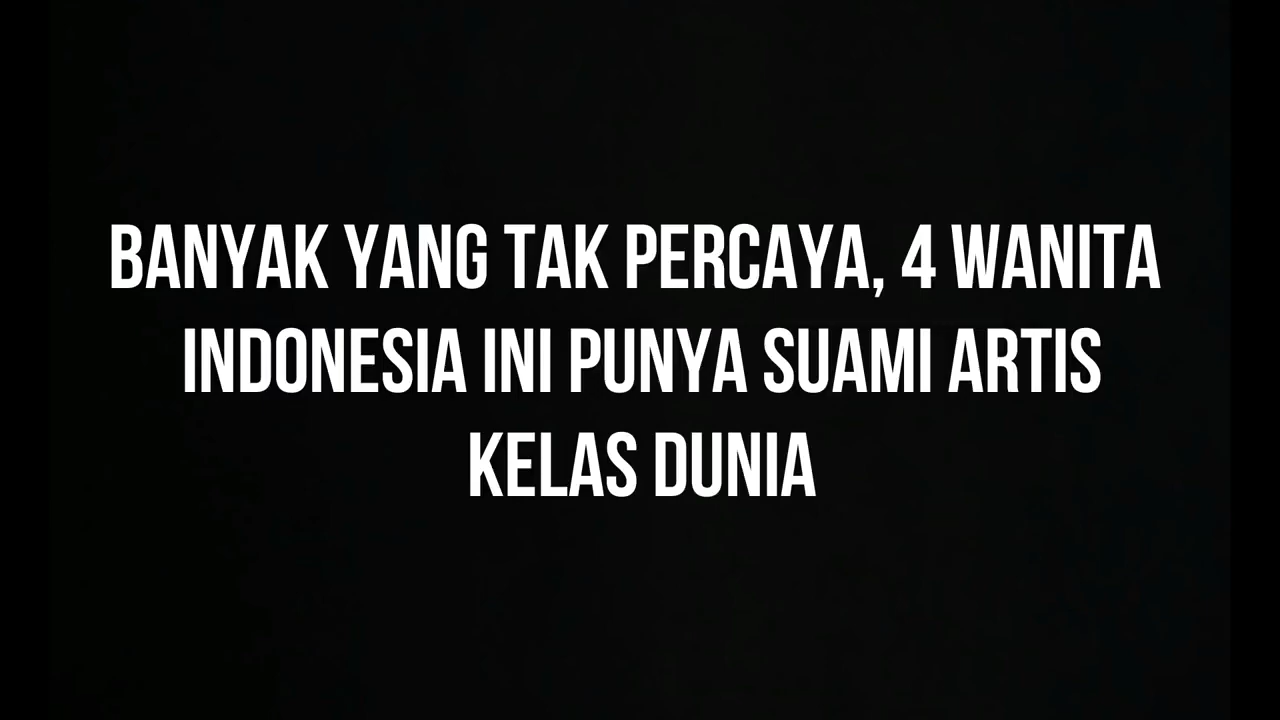 BANYAK YANG TAK PERCAYA, 4 WANITA
INDONESIA INI PUNYA SUAMI ARTIS
KELAS DUNIA